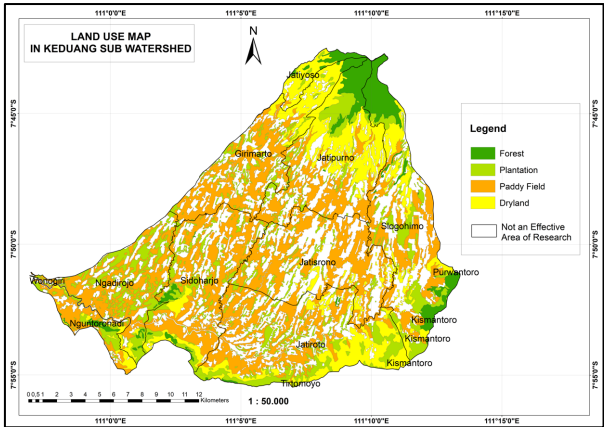 111°0'0"E 111°5'0"E 111°10'0"E 111°15'0"E
LAND USE MAP
IN KEDUANG SUB WATERSHED
N
Jatiyoso
7°45'0"S 7°45'0"S
Legend
Forest
Plantation
Paddy Field
Dryland
Not an Effective
Area of Research
Girimarto
Jatipurno
Slogohimo
7°50'0"S 7°50'0"S
Jatisrono
Purwantoro
Wonogiri
Ngadirojo
Sidoharjo
Kismantoro
Nguntoronadi
Kismantoro
Jatiroto
Kismantoro
7°55'0"S 7°55'0"S
Tirtomoyo
0 0,5 1 2 3 4 5 6 7 8 9 10 11 12
Kilometers
1 : 50.000
111°0'0"E 111°5'0"E 111°10'0"E 111°15'0"E